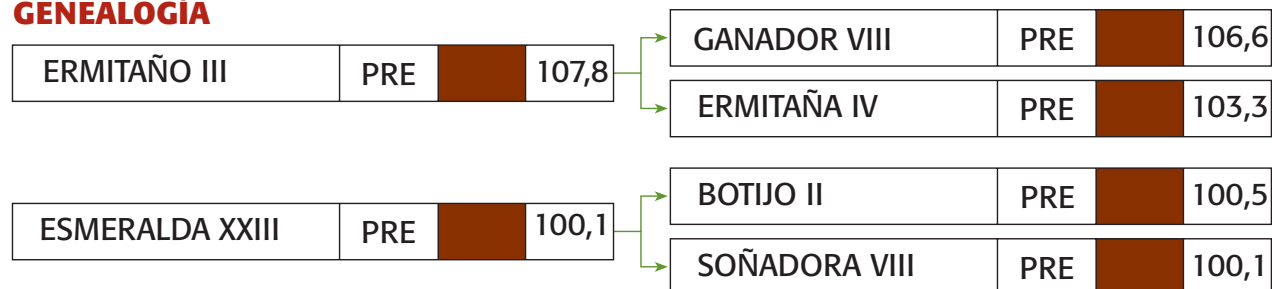 GENEALOGÍA
ERMITAÑO III PRE 107,8
GANADOR VIII PRE 106,6
ERMITAÑA IV PRE 103,3
ESMERALDA XXIII PRE 100,1
BOTIJO II PRE 100,5
SOÑADORA VIII PRE 100,1